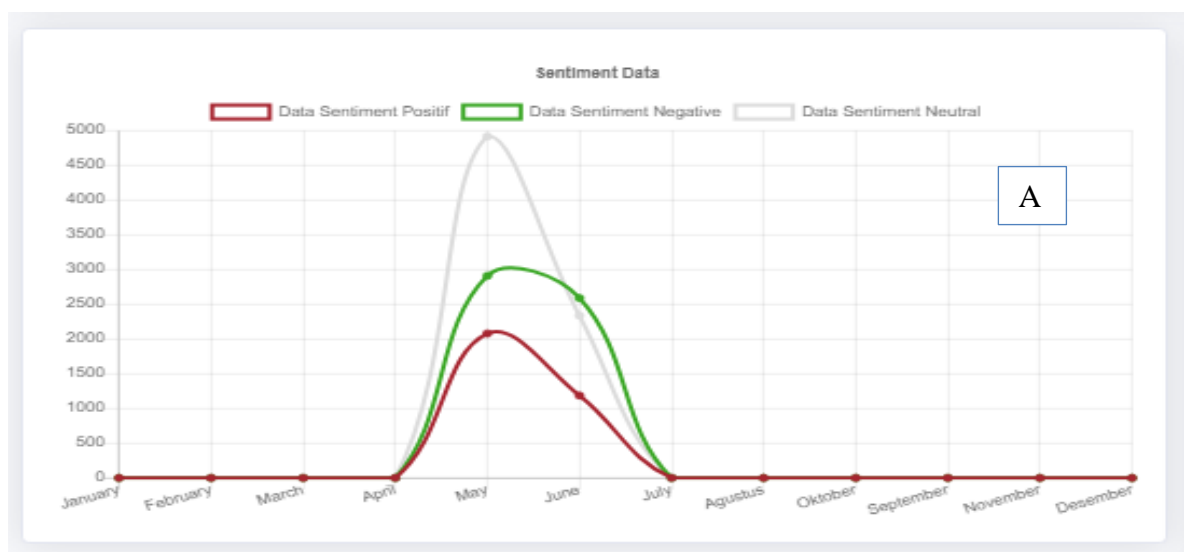 Sentiment Data
Data Sentiment Positif Data Sentiment Negative Data Sentiment Neutral
5000
4500
A
4000
3500
3000
2500
2000
1500
1000
500
0
January February March April May June July Agustus Oktober September November Desember